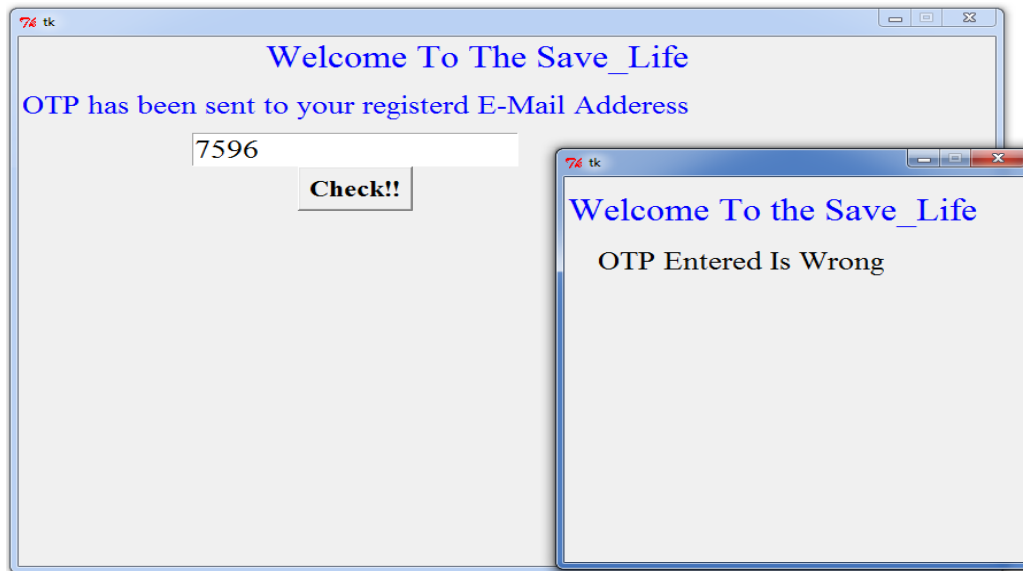 tk
Welcome To The Save_Life
OTP has been sent to your registerd E-Mail Adderess
7596
Check!!
tk
Welcome To the Save_Life
OTP Entered Is Wrong